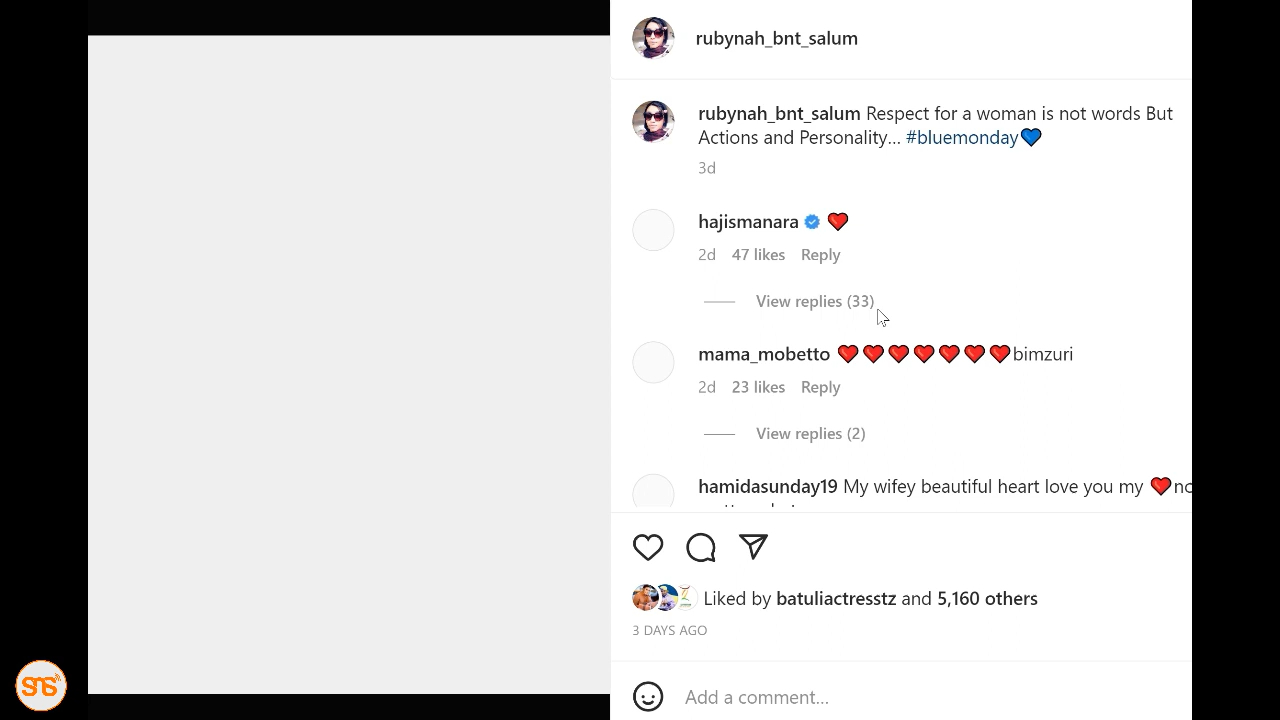 rubynah_bnt_salum
rubynah_bnt_salum Respect for a woman is not words But
Actions and Personality... #bluemonday💙
3d
hajismanara ❤️
2d 47 likes Reply
View replies (33)
mama_mobetto ❤️❤️❤️❤️❤️❤️❤️bimzuri
2d 23 likes Reply
View replies (2)
hamidasunday19 My wifey beautiful heart love you my ❤️
Liked by batuliactresstz and 5,160 others
3 DAYS AGO
Add a comment...
SNS